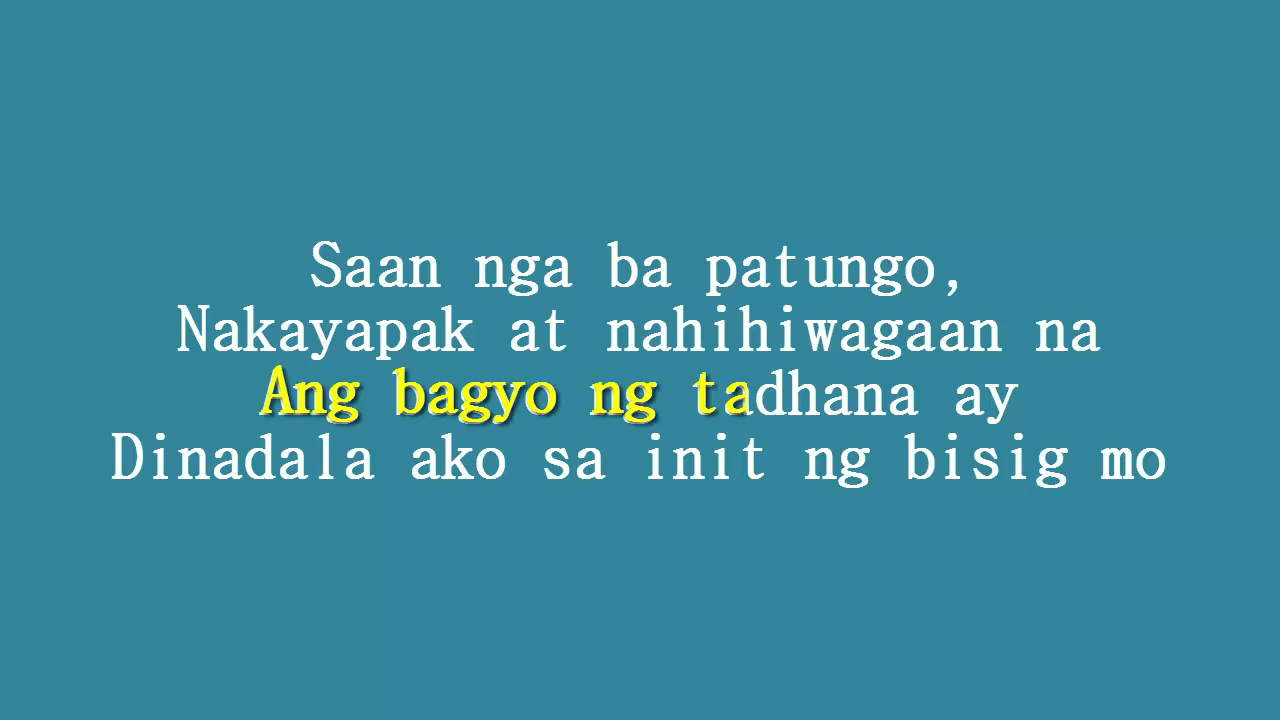 Saan nga ba patungo,
Nakayapak at nahihiwagaan na
Ang bagyo ng tadhana ay
Dinadala ako sa init ng bisig mo